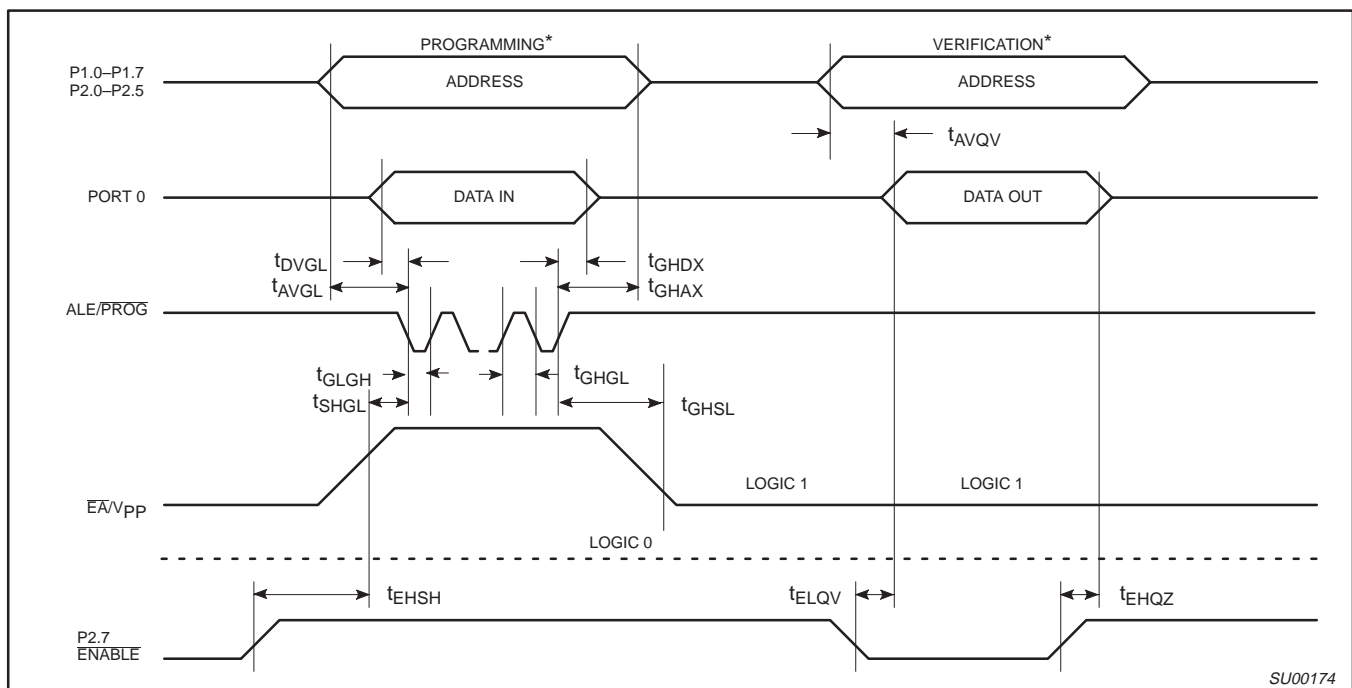 PROGRAMMING*
VERIFICATION*
P1.0–P1.7
P2.0–P2.5
ADDRESS
ADDRESS
tAVQV
PORT 0
DATA IN
DATA OUT
tDVGL
tGHDX
tAVGL
tGHAX
ALE/PROG
tGLGH
tGHGL
tSHGL
tGHSL
EA/VPP
LOGIC 1
LOGIC 1
LOGIC 0
tEHSH
tELQV
tEHQZ
P2.7
ENABLE
SU00174